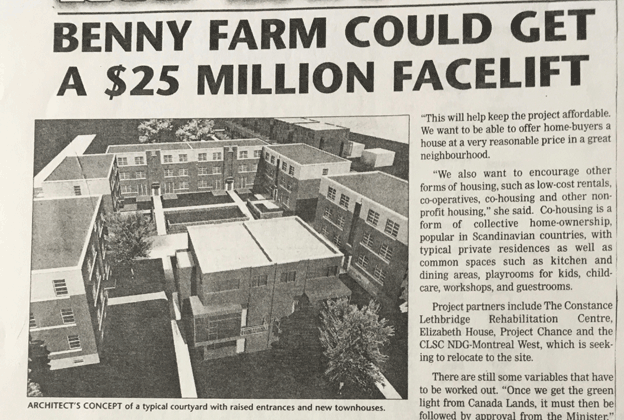 BENNY FARM COULD GET
A $25 MILLION FACELIFT
ARCHITECT'S CONCEPT of a typical courtyard with raised entrances and new townhouses.
"This will help keep the project affordable.
We want to be able to offer home-buyers a
house at a very reasonable price in a great
neighbourhood.
"We also want to encourage other
forms of housing, such as low-cost rentals,
co-operatives, co-housing and other non-
profit housing," she said. Co-housing is a
form of collective home-ownership,
popular in Scandinavian countries, with
typical private residences as well as
common spaces such as kitchen and
dining areas, playrooms for kids, child-
care, workshops, and guestrooms.
Project partners include The Constance
Lethbridge Rehabilitation Centre,
Elizabeth House, Project Chance and the
CLSC NDG-Montreal West, which is seek-
ing to relocate to the site.
There are still some variables that have
to be worked out. "Once we get the green
light from Canada Lands, it must then be
followed by approval from the Minister."